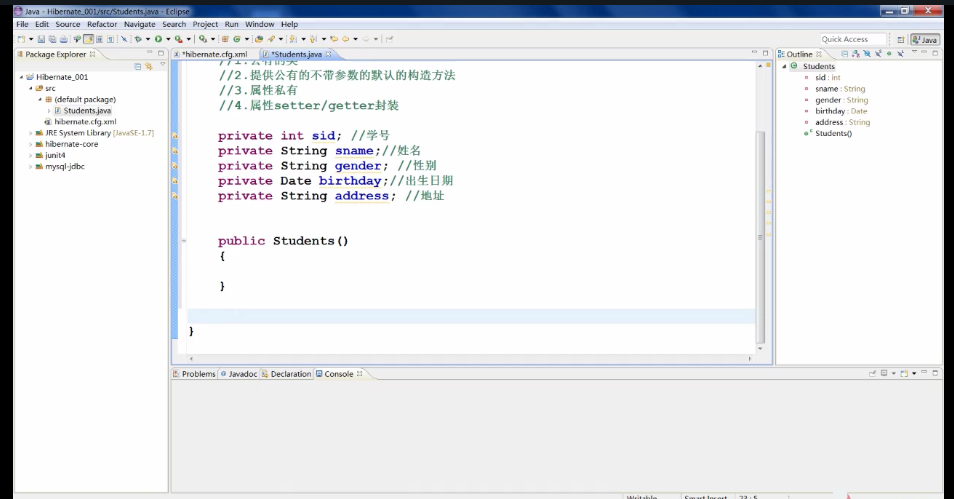 Java - Hibernate_001/src/Students.java - Eclipse
File Edit Source Refactor Navigate Search Project Run Window Help
Quick Access
Java
Package Explorer
Hibernate_001
src
(default package)
Students.java
hibernate.cfg.xml
JRE System Library [JavaSE-1.7]
hibernate-core
junit4
mysql-jdbc
*hibernate.cfg.xml *Students.java
//1.公有的类
//2.提供公有的不带参数的默认的构造方法
//3.属性私有
//4.属性setter/getter封装
private int sid; //学号
private String sname;//姓名
private String gender; //性别
private Date birthday;//出生日期
private String address; //地址
public Students()
{
}
}
Outline
Students
sid : int
sname : String
gender : String
birthday : Date
address : String
Students()
Problems Javadoc Declaration Console
Writable Smart Insert 23 : 5